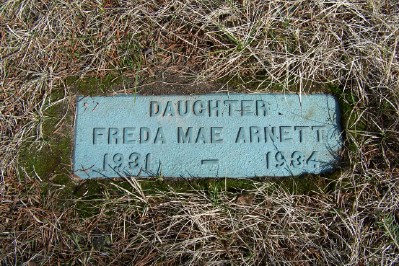 DAUGHTER
FREDA MAE ARNETT
1931 – 1934